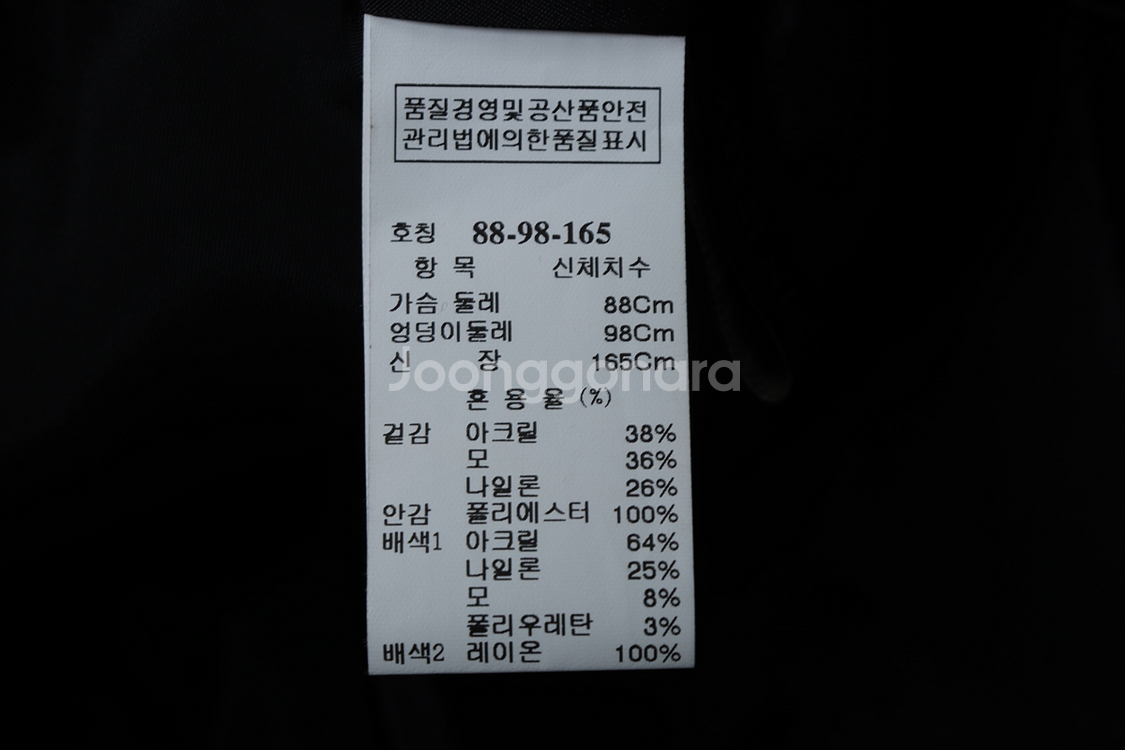 품질경영및공산품안전
관리법에의한품질표시
호칭 88-98-165
항 목 신체치수
가슴 둘레 88Cm
엉덩이둘레 98Cm
신 장 165Cm
Joonggonara
혼 용 율 (%)
겉감 아크릴 38%
모 36%
나일론 26%
안감 폴리에스터 100%
배색1 아크릴 64%
나일론 25%
모 8%
폴리우레탄 3%
배색2 레이온 100%